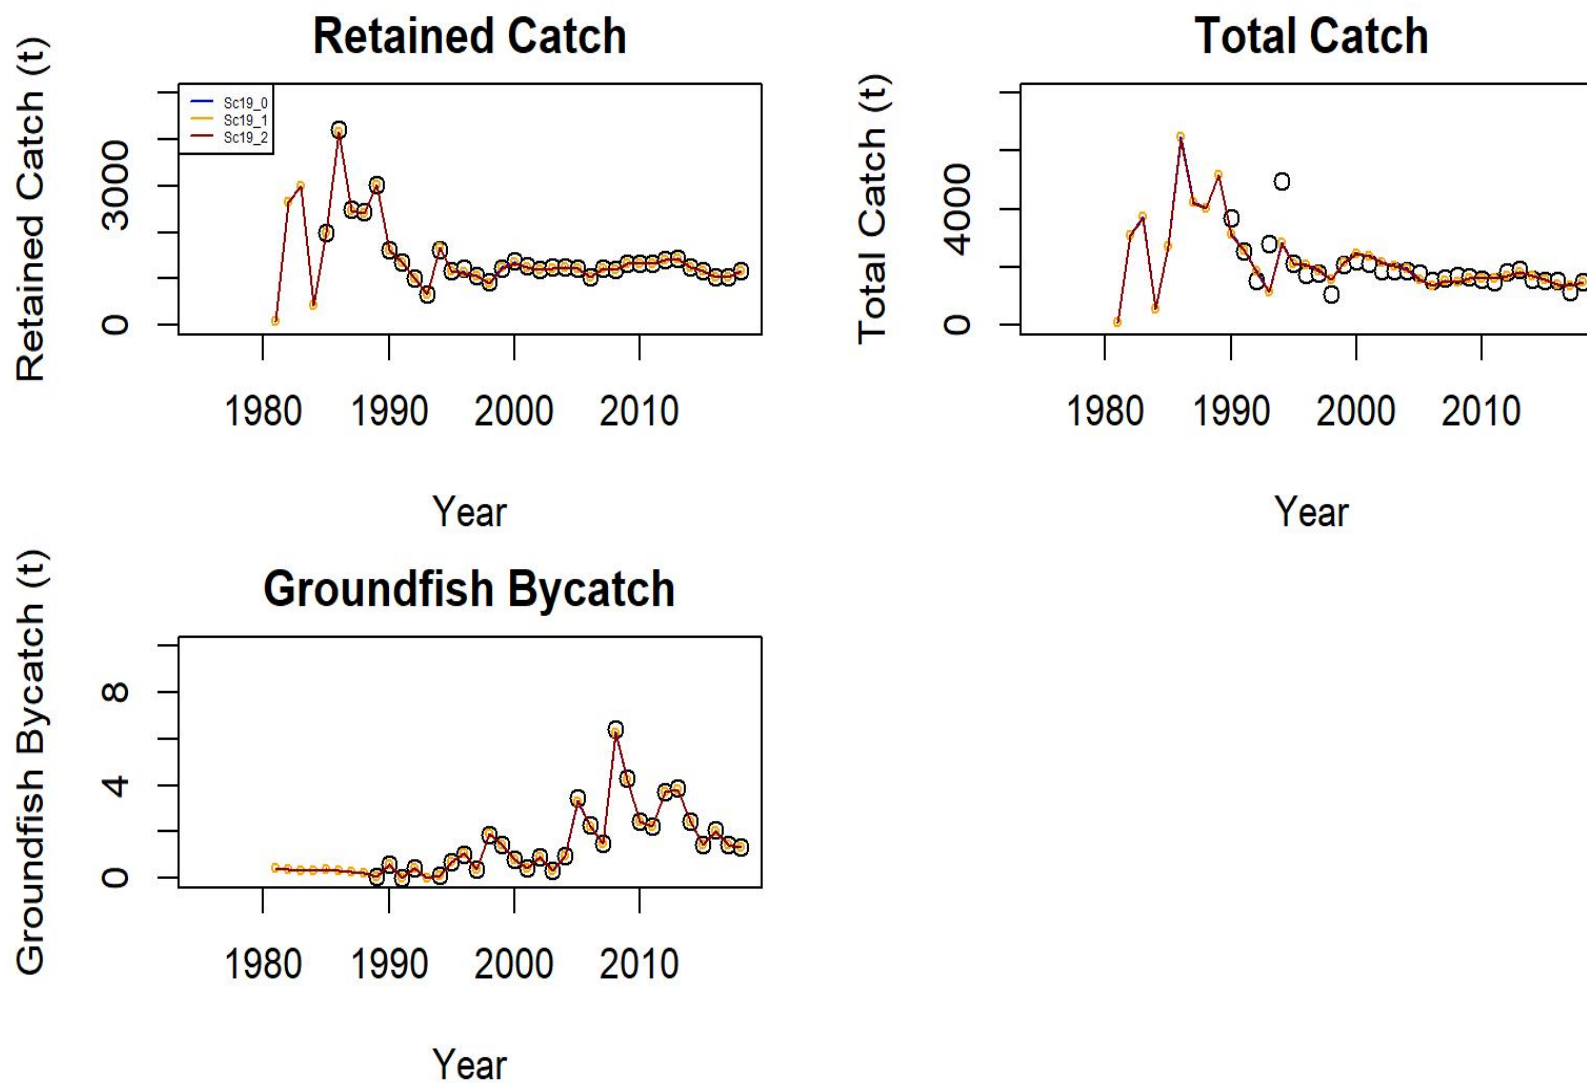 Retained Catch
Retained Catch (t)
3000
0
Sc19_0
Sc19_1
Sc19_2
1980 1990 2000 2010
Year
Total Catch
Total Catch (t)
4000
0
1980 1990 2000 2010
Year
Groundfish Bycatch
Groundfish Bycatch (t)
8
4
0
1980 1990 2000 2010
Year